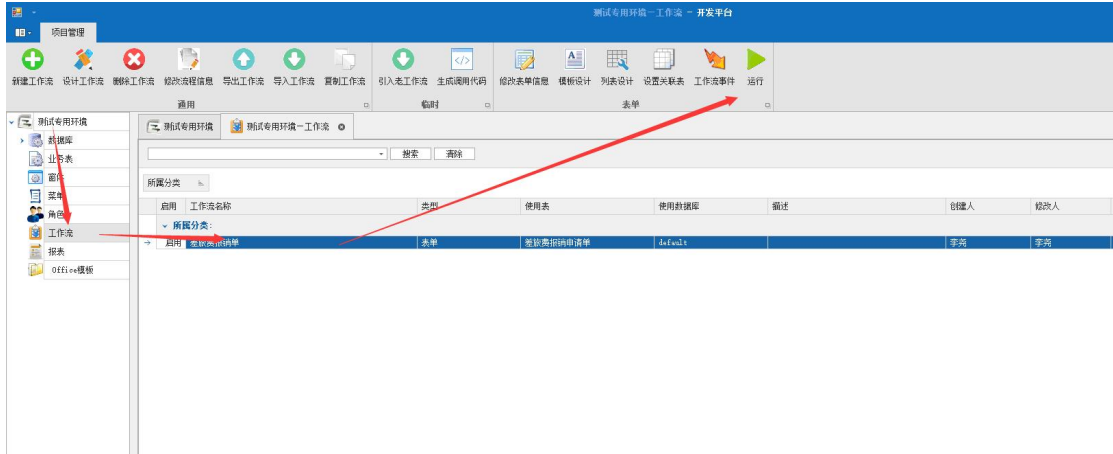 测试专用环境－工作流 － 开发平台
项目管理
新建工作流 设计工作流 删除工作流 修改流程信息 导出工作流 导入工作流 复制工作流 引入老工作流 生成调用代码 修改表单信息 模板设计 列表设计 设置关联表 工作流事件 运行
通用 临时 表单
测试专用环境
数据库
业务表
窗体
菜单
角色
工作流
报表
Office模板
测试专用环境 测试专用环境－工作流
搜索 清除
所属分类
启用 工作流名称 类型 使用表 使用数据库 描述 创建人 修改人
所属分类:
启用 差旅费报销单 表单 差旅费报销申请单 default 李尧 李尧